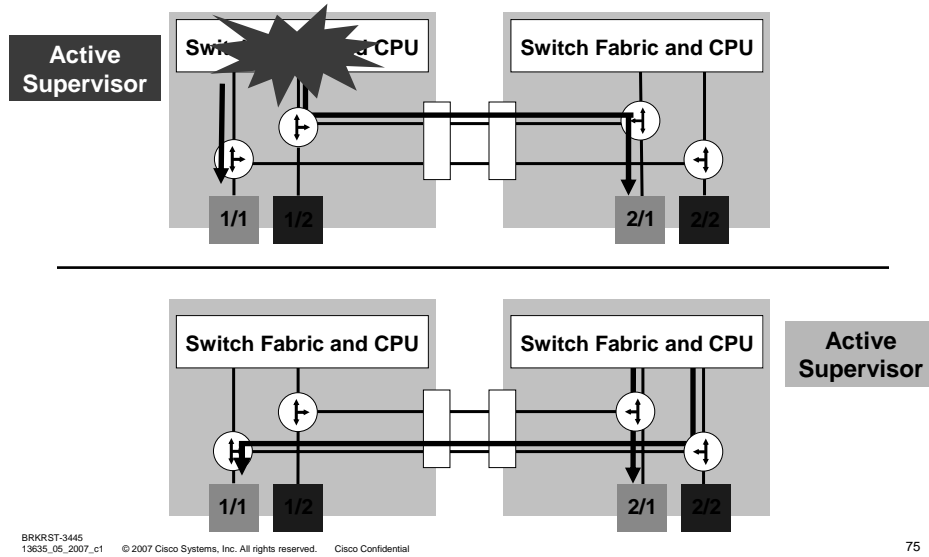 Active
Supervisor
Swit d CPU
Switch Fabric and CPU
1/1
1/2
2/1
2/2
Switch Fabric and CPU
Switch Fabric and CPU
Active
Supervisor
1/1
1/2
2/1
2/2
BRKRST-3445
13635_05_2007_c1 © 2007 Cisco Systems, Inc. All rights reserved. Cisco Confidential
75